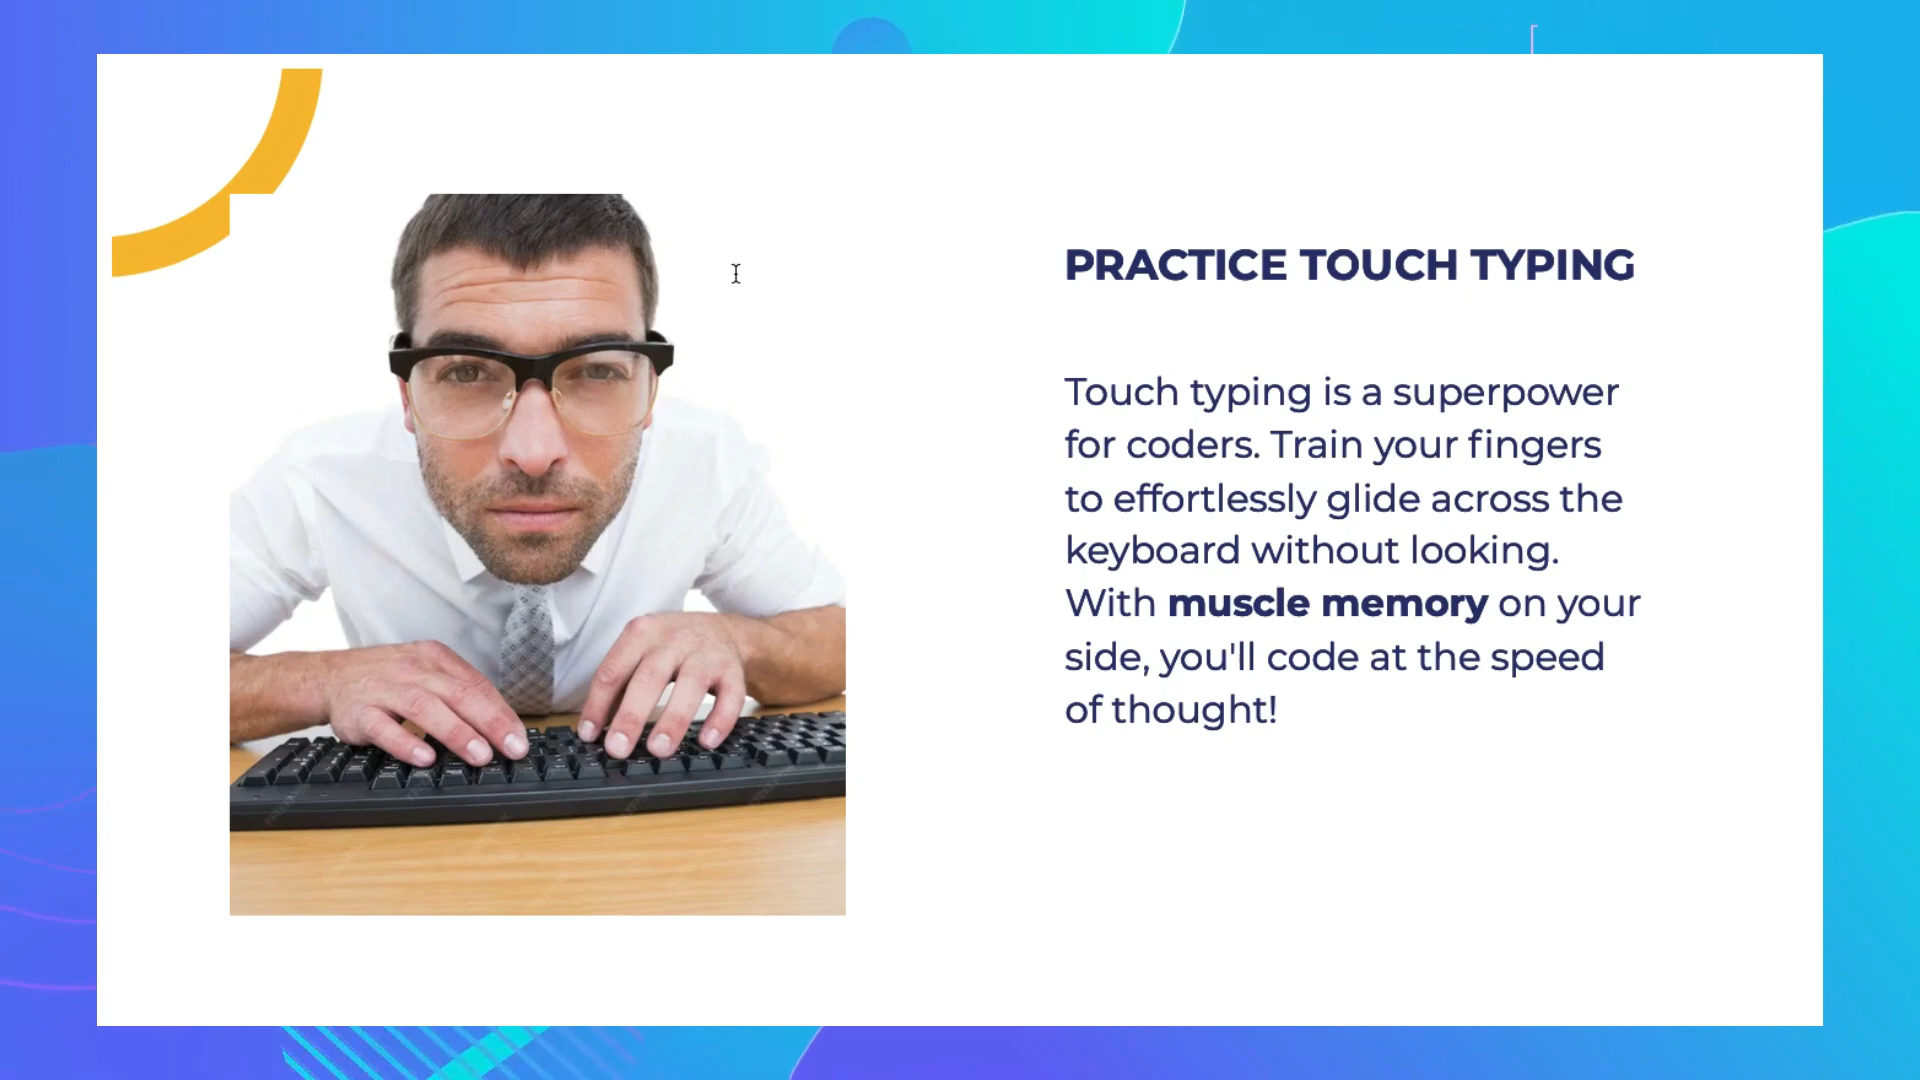 PRACTICE TOUCH TYPING
Touch typing is a superpower
for coders. Train your fingers
to effortlessly glide across the
keyboard without looking.
With muscle memory on your
side, you'll code at the speed
of thought!